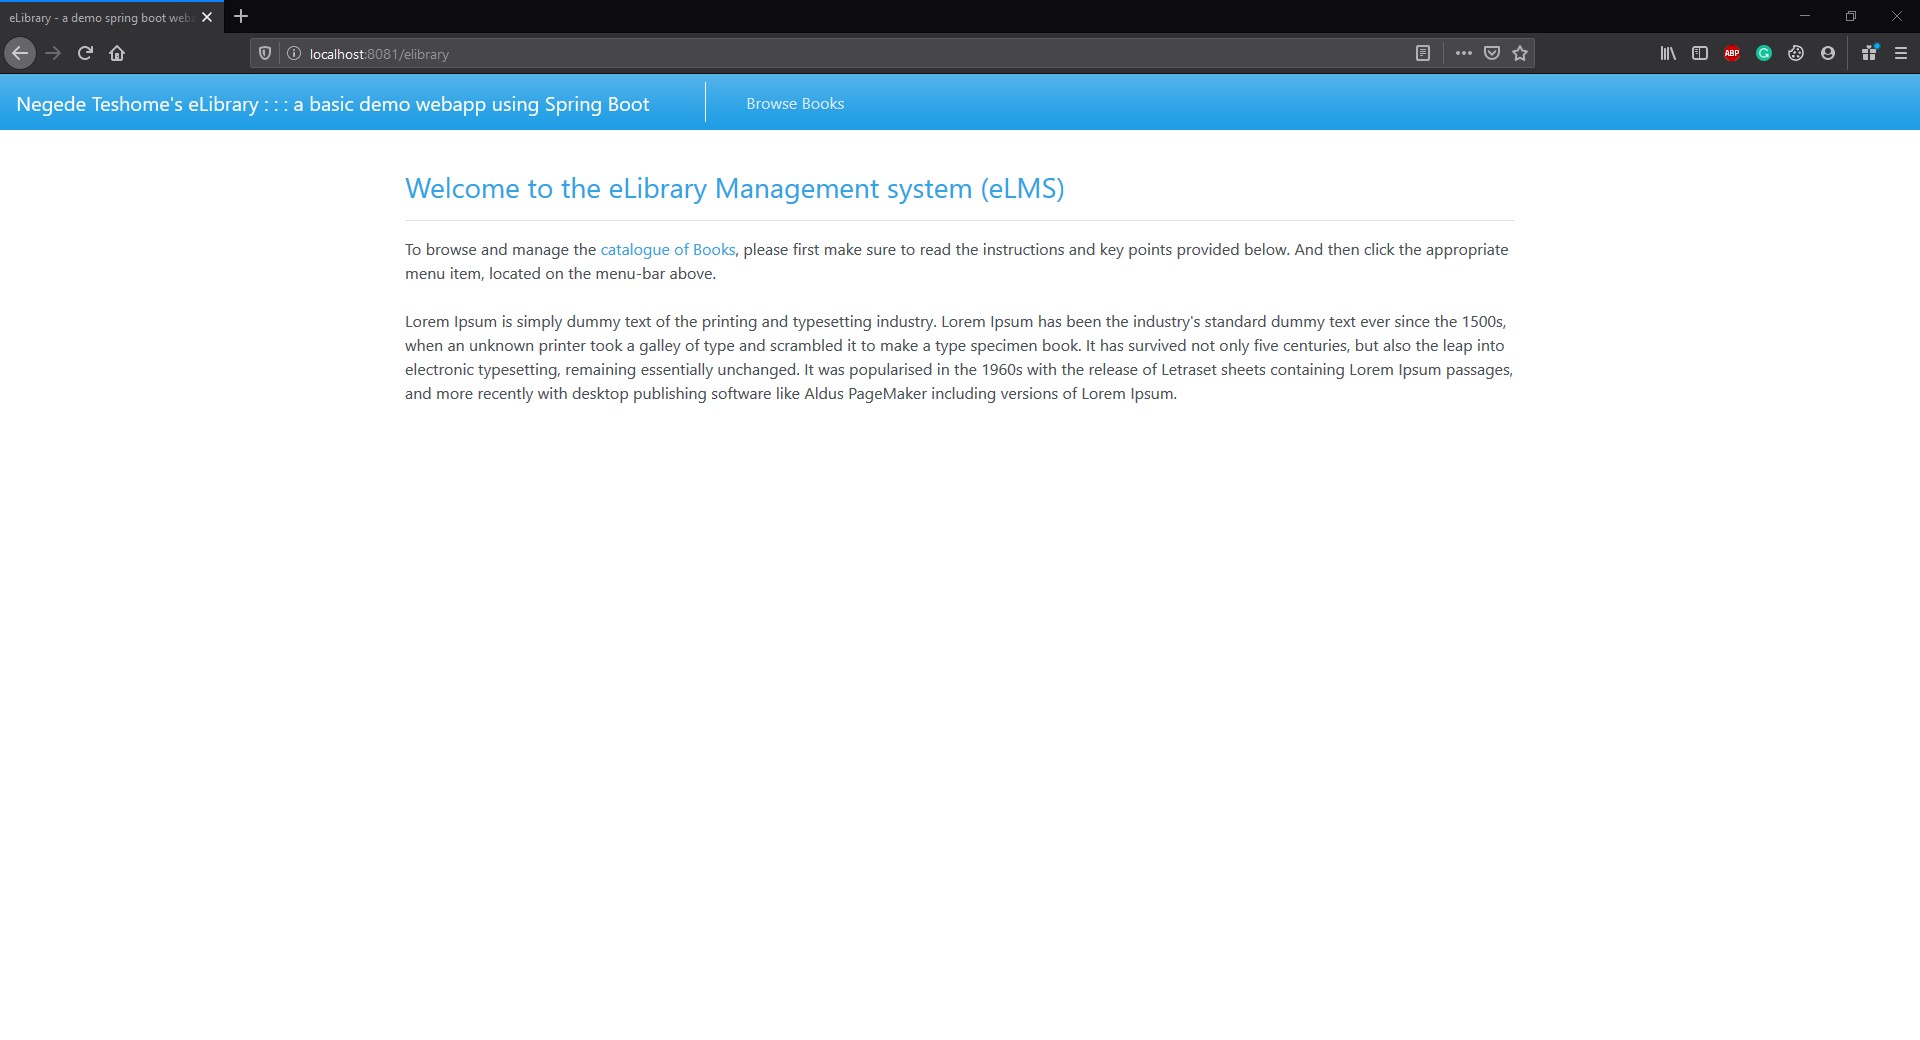 eLibrary - a demo spring boot web
localhost:8081/elibrary
ABP
Negede Teshome's eLibrary : : : a basic demo webapp using Spring Boot
Browse Books
Welcome to the eLibrary Management system (eLMS)
To browse and manage the catalogue of Books, please first make sure to read the instructions and key points provided below. And then click the appropriate
menu item, located on the menu-bar above.
Lorem Ipsum is simply dummy text of the printing and typesetting industry. Lorem Ipsum has been the industry's standard dummy text ever since the 1500s,
when an unknown printer took a galley of type and scrambled it to make a type specimen book. It has survived not only five centuries, but also the leap into
electronic typesetting, remaining essentially unchanged. It was popularised in the 1960s with the release of Letraset sheets containing Lorem Ipsum passages,
and more recently with desktop publishing software like Aldus PageMaker including versions of Lorem Ipsum.